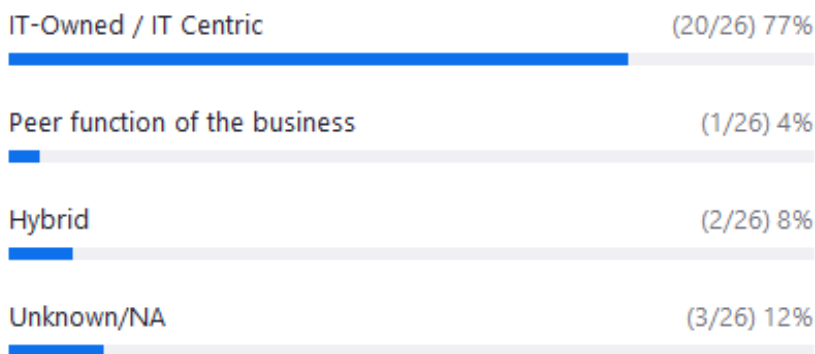 IT-Owned / IT Centric (20/26) 77%
Peer function of the business (1/26) 4%
Hybrid (2/26) 8%
Unknown/NA (3/26) 12%